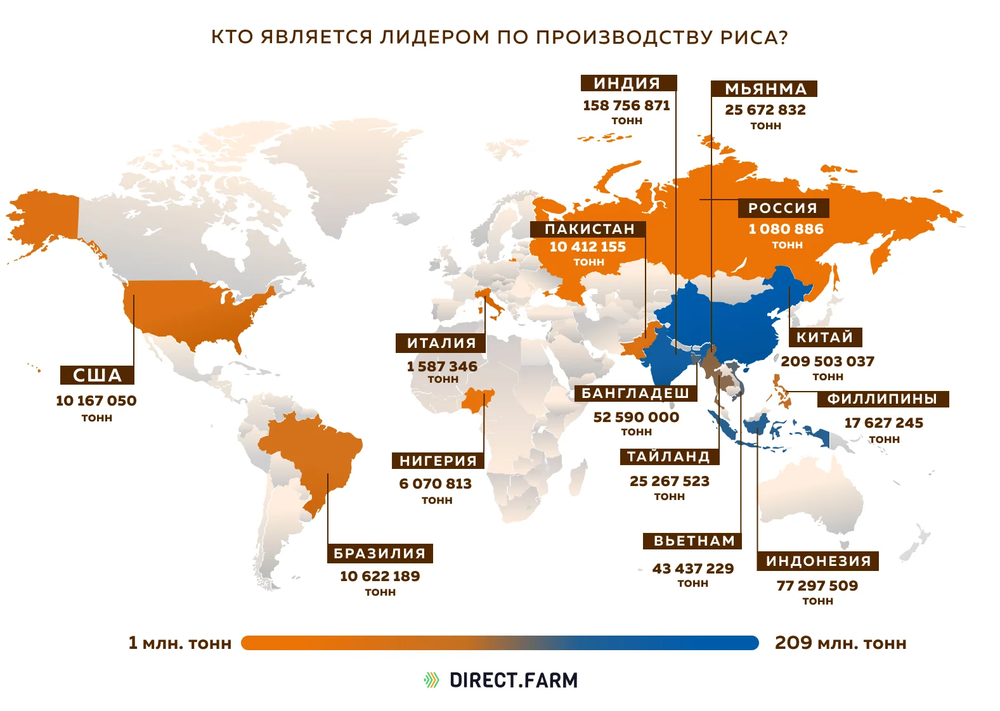 КТО ЯВЛЯЕТСЯ ЛИДЕРОМ ПО ПРОИЗВОДСТВУ РИСА?
ИНДИЯ
158 756 871
ТОНН
МЬЯНМА
25 672 832
ТОНН
РОССИЯ
1 080 886
ТОНН
ПАКИСТАН
10 412 155
ТОНН
КИТАЙ
209 503 037
ТОНН
ИТАЛИЯ
1 587 346
ТОНН
США
10 167 050
ТОНН
БАНГЛАДЕШ
52 590 000
ТОНН
ФИЛЛИПИНЫ
17 627 245
ТОНН
НИГЕРИЯ
6 070 813
ТОНН
ТАЙЛАНД
25 267 523
ТОНН
ВЬЕТНАМ
43 437 229
ТОНН
БРАЗИЛИЯ
10 622 189
ТОНН
ИНДОНЕЗИЯ
77 297 509
ТОНН
1 млн. тонн
209 млн. тонн
DIRECT.FARM